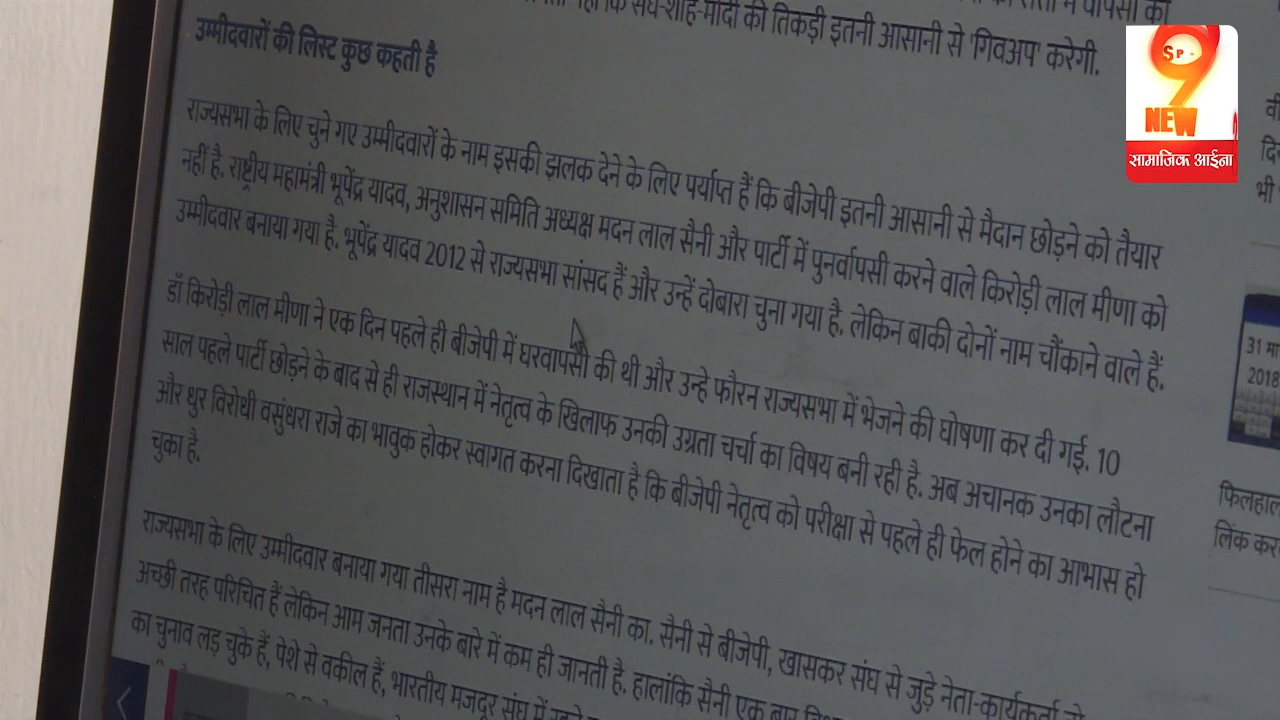 कि संघ-शाह-मोदी की तिकड़ी इतनी आसानी से 'गिवअप' करेगी.
उम्मीदवारों की लिस्ट कुछ कहती है
राज्यसभा के लिए चुने गए उम्मीदवारों के नाम इसकी झलक देने के लिए पर्याप्त हैं कि बीजेपी इतनी आसानी से मैदान छोड़ने को तैयार
नहीं है. राष्ट्रीय महामंत्री भूपेंद्र यादव, अनुशासन समिति अध्यक्ष मदन लाल सैनी और पार्टी में पुनर्वापसी करने वाले किरोड़ी लाल मीणा को
उम्मीदवार बनाया गया है. भूपेंद्र यादव 2012 से राज्यसभा सांसद हैं और उन्हें दोबारा चुना गया है. लेकिन बाकी दोनों नाम चौंकाने वाले हैं.
डॉ किरोड़ी लाल मीणा ने एक दिन पहले ही बीजेपी में घरवापसी की थी और उन्हे फौरन राज्यसभा में भेजने की घोषणा कर दी गई. 10
साल पहले पार्टी छोड़ने के बाद से ही राजस्थान में नेतृत्व के खिलाफ उनकी उग्रता चर्चा का विषय बनी रही है. अब अचानक उनका लौटना
और धुर विरोधी वसुंधरा राजे का भावुक होकर स्वागत करना दिखाता है कि बीजेपी नेतृत्व को परीक्षा से पहले ही फेल होने का आभास हो
चुका है.
राज्यसभा के लिए उम्मीदवार बनाया गया तीसरा नाम है मदन लाल सैनी का. सैनी से बीजेपी, खासकर संघ से जुड़े नेता-कार्यकर्ता तो
अच्छी तरह परिचित हैं लेकिन आम जनता उनके बारे में कम ही जानती है. हालांकि सैनी एक बार
का चुनाव लड़ चुके हैं, पेशे से वकील हैं, भारतीय मजदूर संघ में
SP-
9
NEW
सामाजिक आईना
भी
31 मा
2018
फिलहाल
लिंक कर